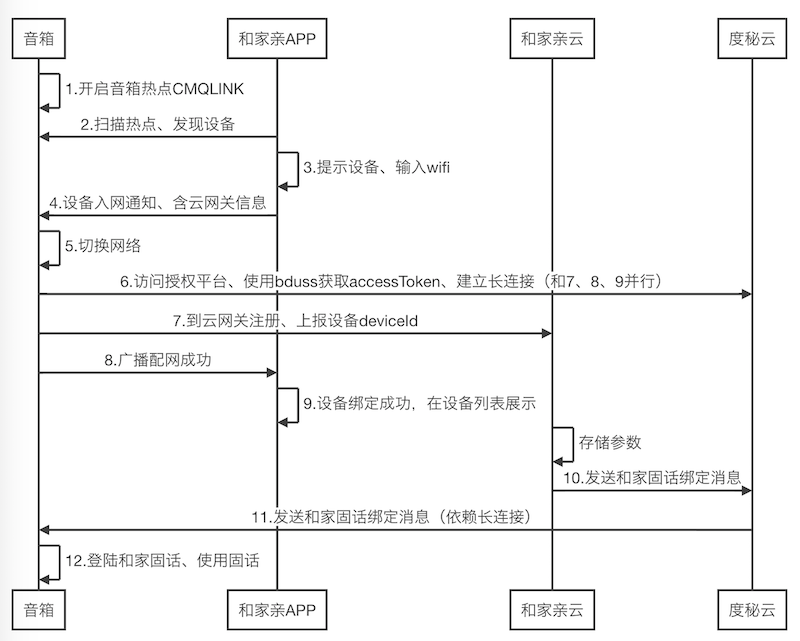 音箱
和家亲APP
和家亲云
度秘云
1.开启音箱热点CMQLINK
2.扫描热点、发现设备
3.提示设备、输入wifi
4.设备入网通知、含云网关信息
5.切换网络
6.访问授权平台、使用bduss获取accessToken、建立长连接（和7、8、9并行）
7.到云网关注册、上报设备deviceId
8.广播配网成功
9.设备绑定成功，在设备列表展示
存储参数
10.发送和家固话绑定消息
11.发送和家固话绑定消息（依赖长连接）
12.登陆和家固话、使用固话
音箱
和家亲APP
和家亲云
度秘云